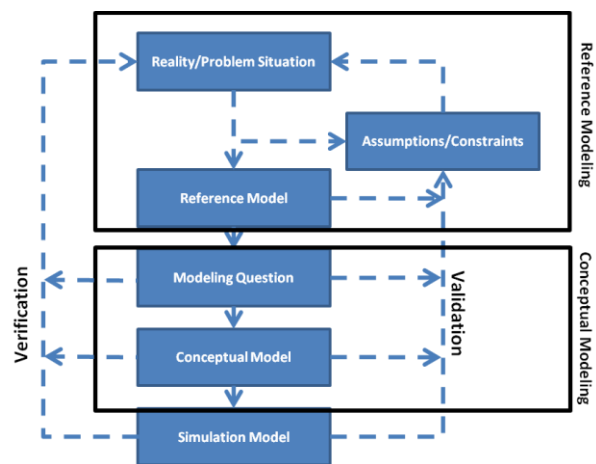 Reality/Problem Situation
Assumptions/Constraints
Reference Model
Reference Modeling
Modeling Question
Conceptual Model
Simulation Model
Conceptual Modeling
Verification
Validation